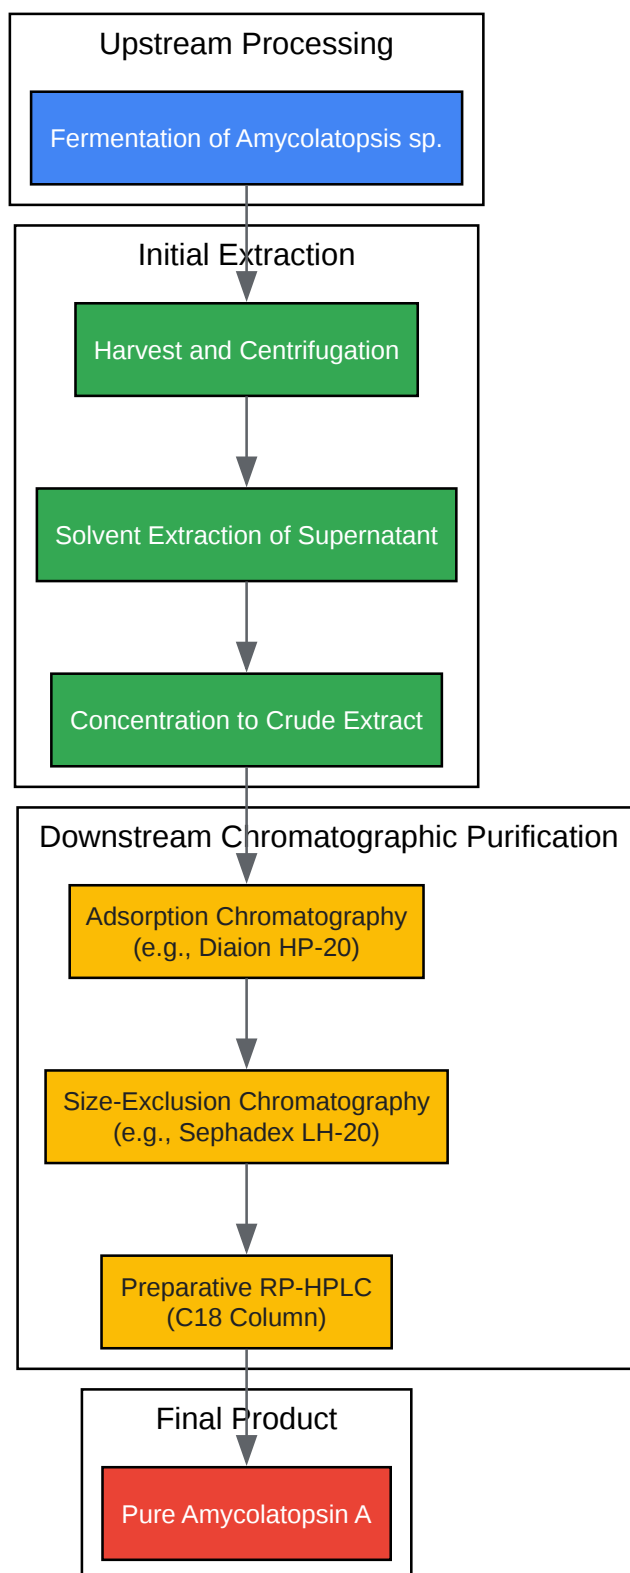 Upstream Processing
Fermentation of Amycolatopsis sp.
Initial Extraction
Harvest and Centrifugation
Solvent Extraction of Supernatant
Concentration to Crude Extract
Downstream Chromatographic Purification
Adsorption Chromatography
(e.g., Diaion HP-20)
Size-Exclusion Chromatography
(e.g., Sephadex LH-20)
Preparative RP-HPLC
(C18 Column)
Final Product
Pure Amycolatopsin A